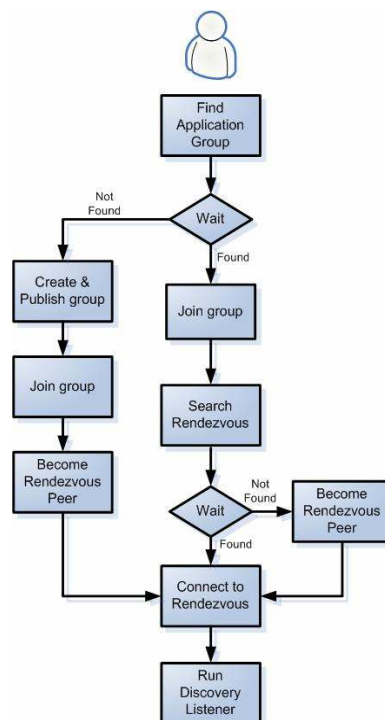 Find
Application
Group
Wait
Not
Found
Found
Create &
Publish group
Join group
Join group
Search
Rendezvous
Become
Rendezvous
Peer
Wait
Not
Found
Become
Rendezvous
Peer
Found
Connect to
Rendezvous
Run
Discovery
Listener